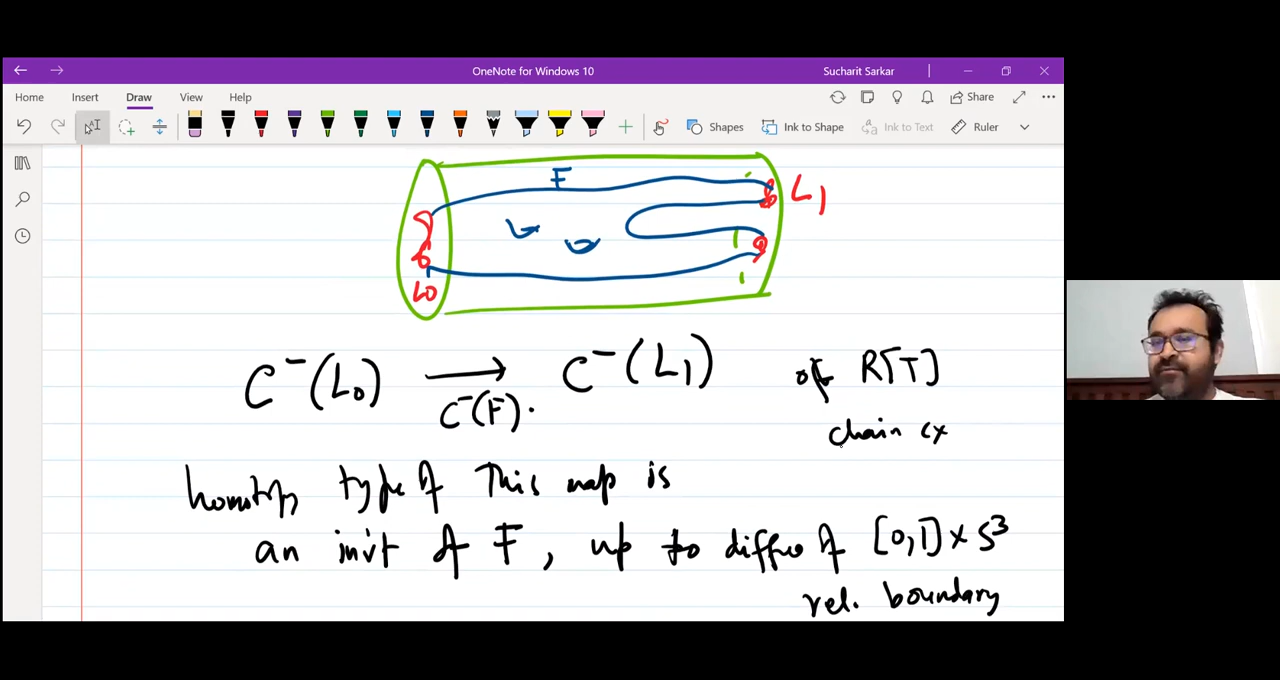 OneNote for Windows 10
Sucharit Sarkar
Home Insert Draw View Help
Share
Shapes Ink to Shape Ink to Text Ruler
F
L1
L0
C⁻(L0) → C⁻(L1) of R[T]
C⁻(F). chain cx
homotopy type of this map is
an inv't of F, up to diffeo of [0,1] × S³
rel. boundary